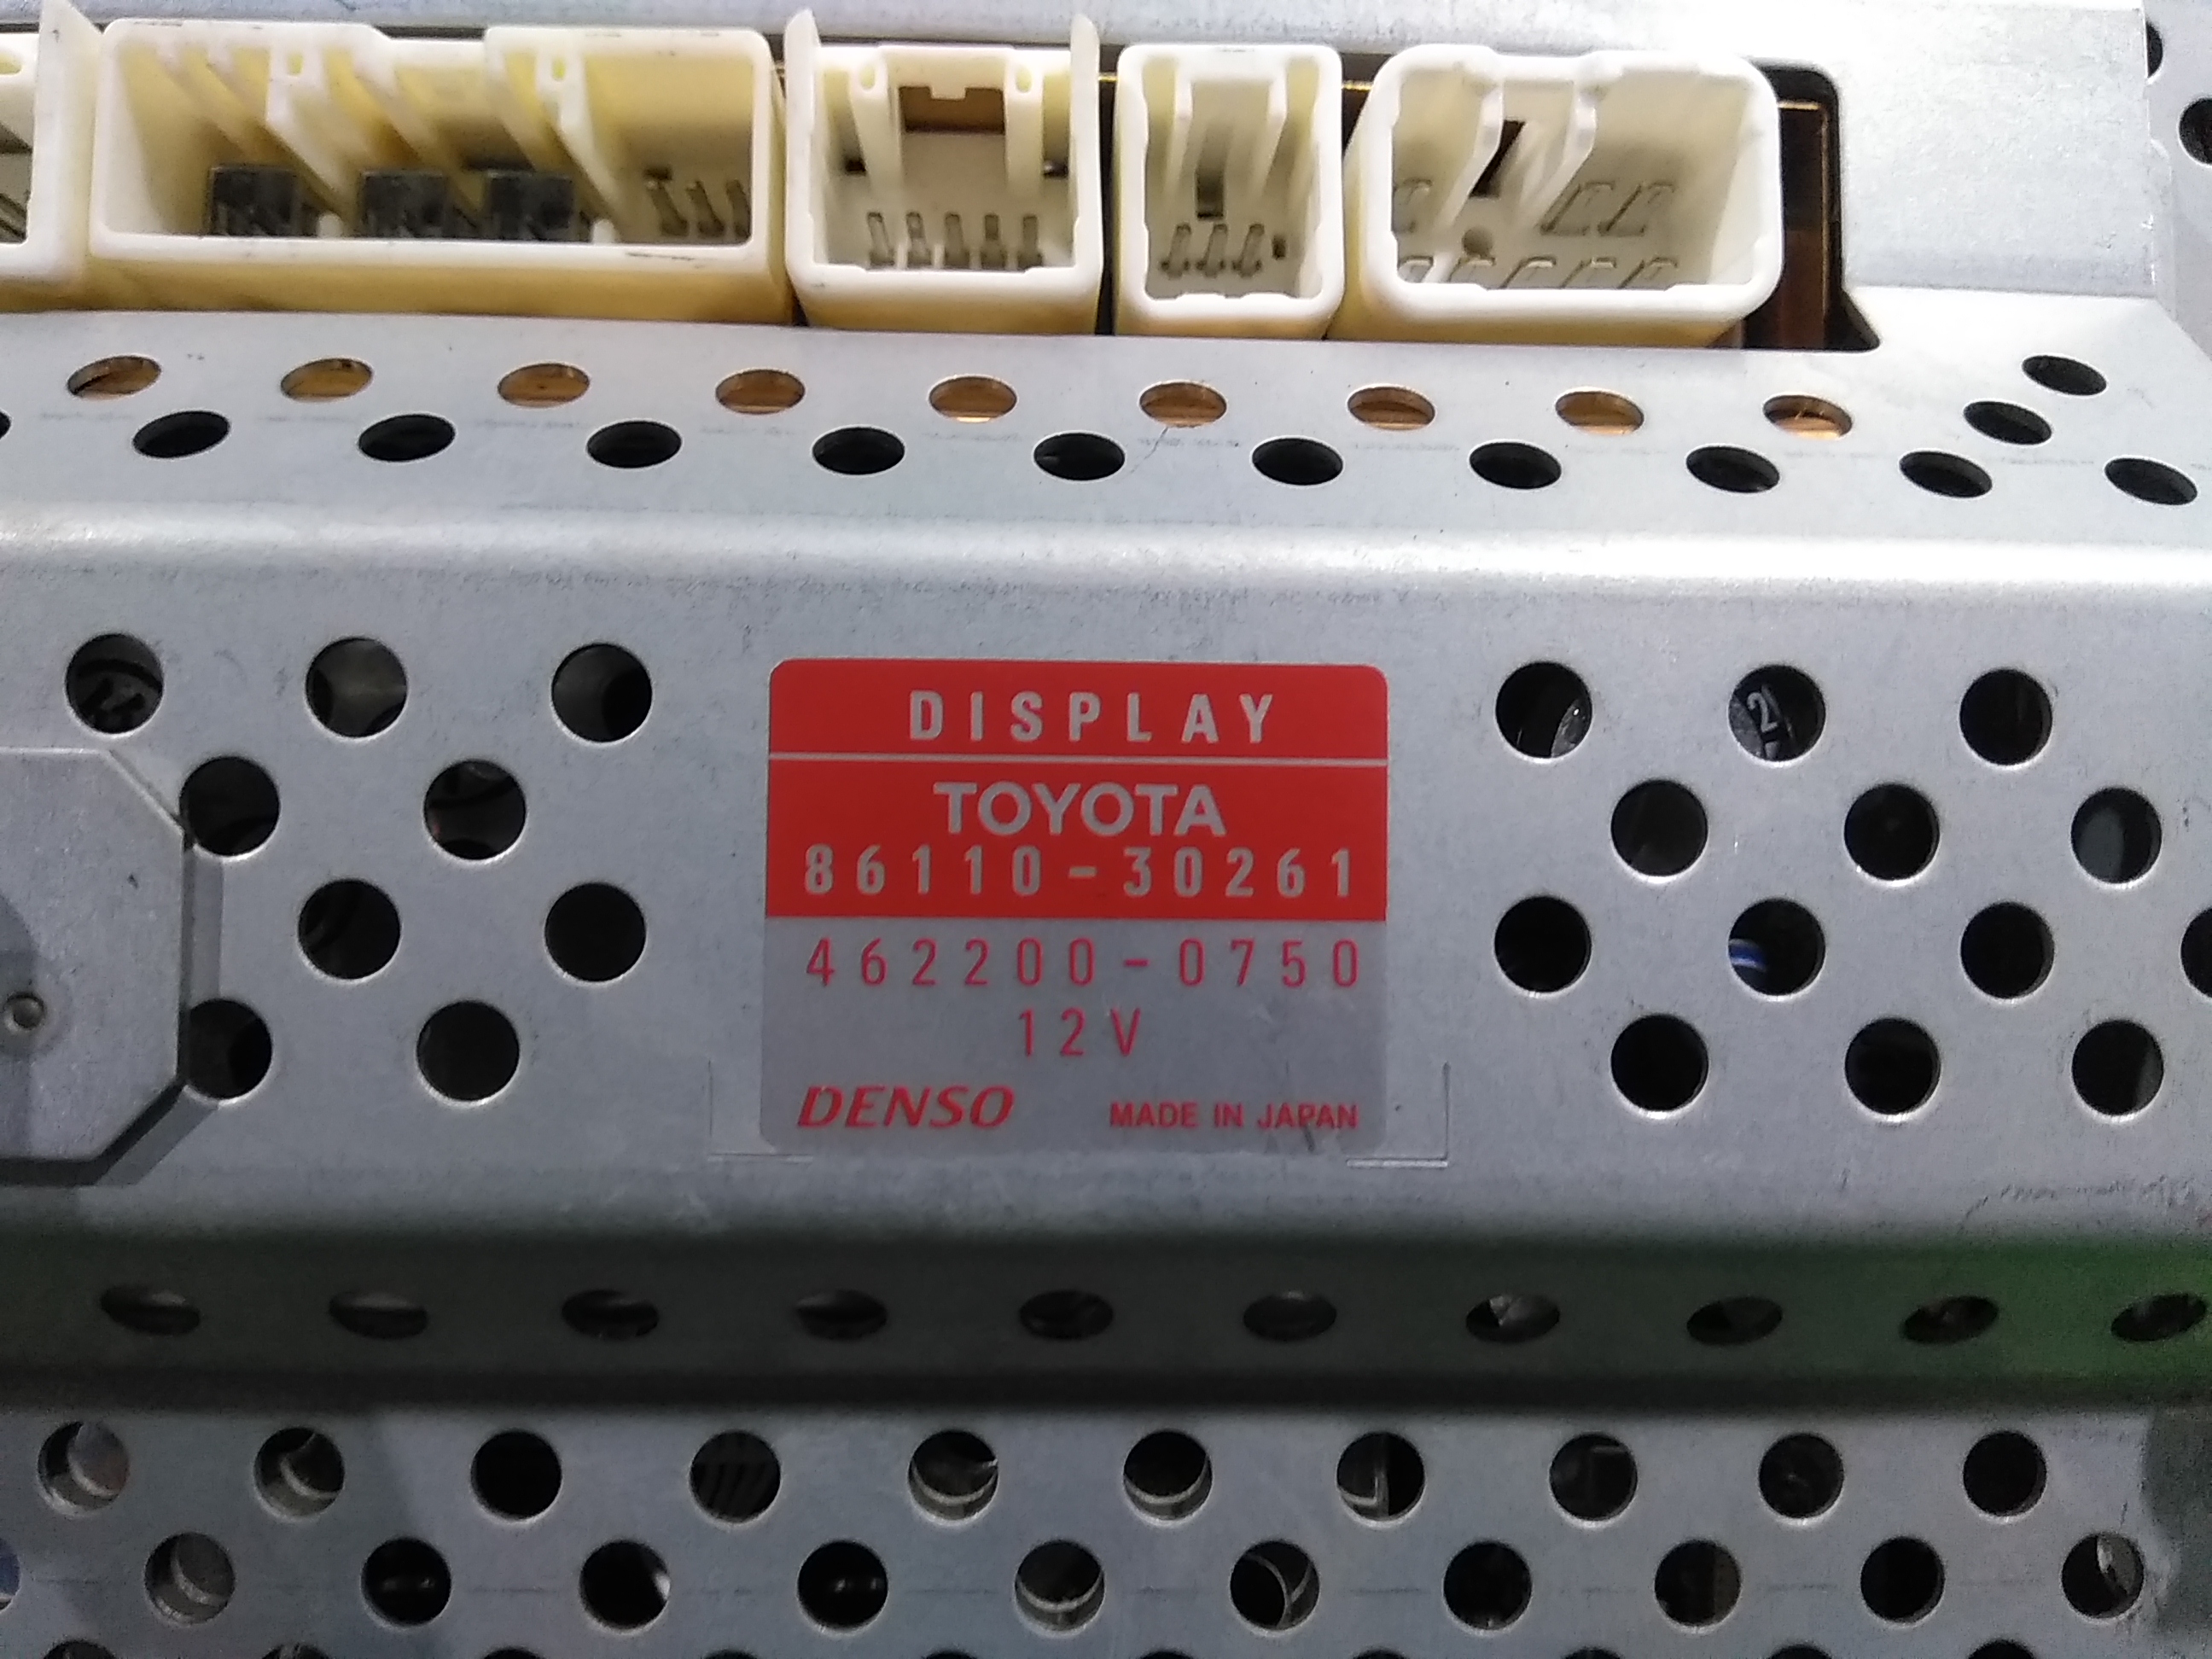 DISPLAY
TOYOTA
86110-30261
462200-0750
12V
DENSO MADE IN JAPAN